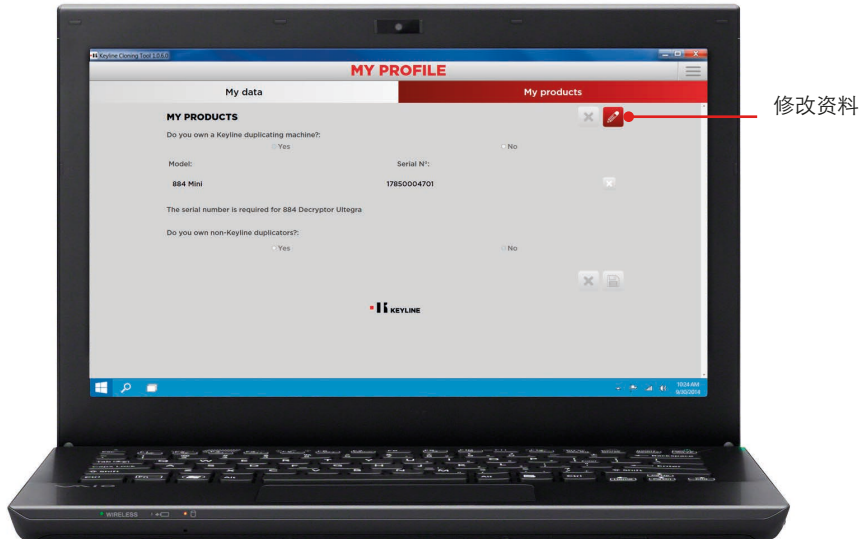 Keyline Cloning Tool 1.0.6.0
MY PROFILE
My data
My products
MY PRODUCTS
修改资料
Do you own a Keyline duplicating machine?:
Yes
No
Model:
Serial N°:
884 Mini
17850004701
The serial number is required for 884 Decryptor Ultegra
Do you own non-Keyline duplicators?:
Yes
No
KEYLINE
10:24 AM
9/30/2014
WIRELESS